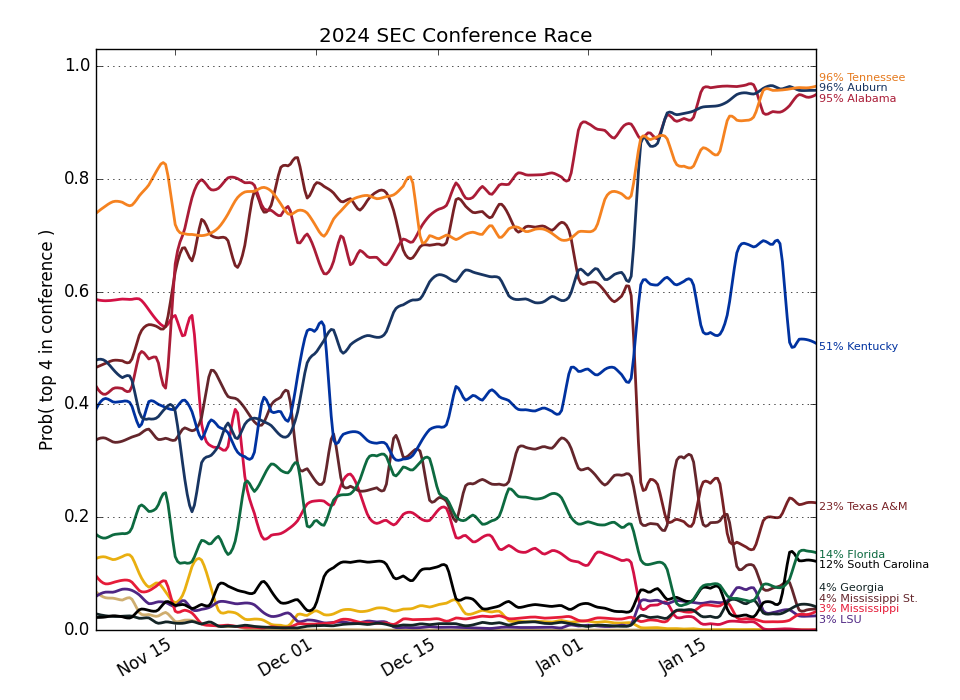 2024 SEC Conference Race
Prob( top 4 in conference )
1.0
0.8
0.6
0.4
0.2
0.0
Nov 15
Dec 01
Dec 15
Jan 01
Jan 15
96% Tennessee
96% Auburn
95% Alabama
51% Kentucky
23% Texas A&M
14% Florida
12% South Carolina
4% Georgia
4% Mississippi St.
3% Mississippi
3% LSU